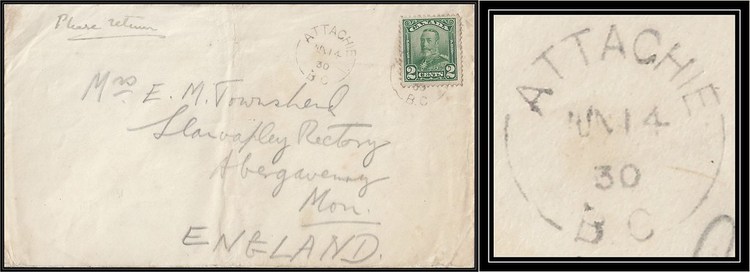 Please return
ATTACHIE
JUN 14
30
B.C
CANADA
2 CENTS 2
B.C
Mrs E. M. Townshend
Llanvapley Rectory
Abergavenny
Mon.
ENGLAND.
ATTACHIE
JUN 14
30
B.C